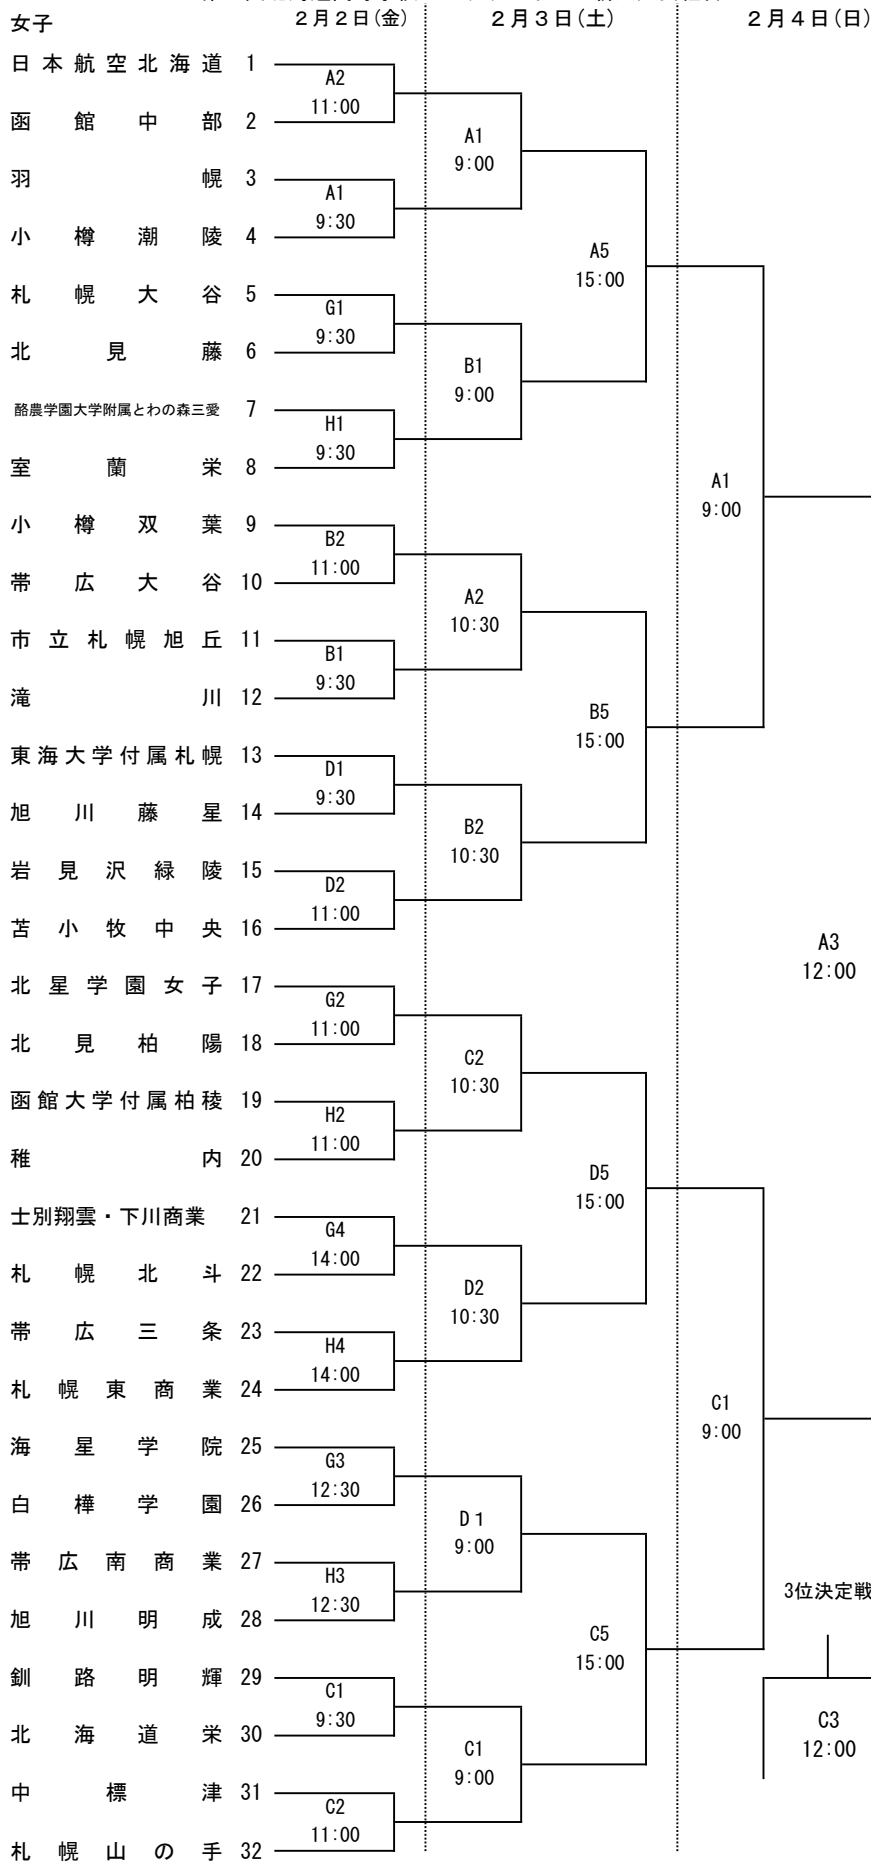 女子
2月2日(金) 2月3日(土) 2月4日(日)
日本航空北海道 1
A2
11:00
函館中部 2
A1
9:00
羽幌 3
A1
9:30
小樽潮陵 4
A5
15:00
札幌大谷 5
G1
9:30
北見藤 6
B1
9:00
酪農学園大学附属とわの森三愛 7
H1
9:30
室蘭栄 8
A1
9:00
小樽双葉 9
B2
11:00
帯広大谷 10
A2
10:30
市立札幌旭丘 11
B1
9:30
滝川 12
B5
15:00
東海大学付属札幌 13
D1
9:30
旭川藤星 14
B2
10:30
岩見沢緑陵 15
D2
11:00
苫小牧中央 16
A3
12:00
北星学園女子 17
G2
11:00
北見柏陽 18
C2
10:30
函館大学付属柏稜 19
H2
11:00
稚内 20
D5
15:00
士別翔雲・下川商業 21
G4
14:00
札幌北斗 22
D2
10:30
帯広三条 23
H4
14:00
札幌東商業 24
C1
9:00
海星学院 25
G3
12:30
白樺学園 26
D1
9:00
帯広南商業 27
H3
12:30
旭川明成 28
3位決定戦
C5
15:00
釧路明輝 29
C1
9:30
北海道栄 30
C3
12:00
C1
9:00
中標津 31
C2
11:00
札幌山の手 32